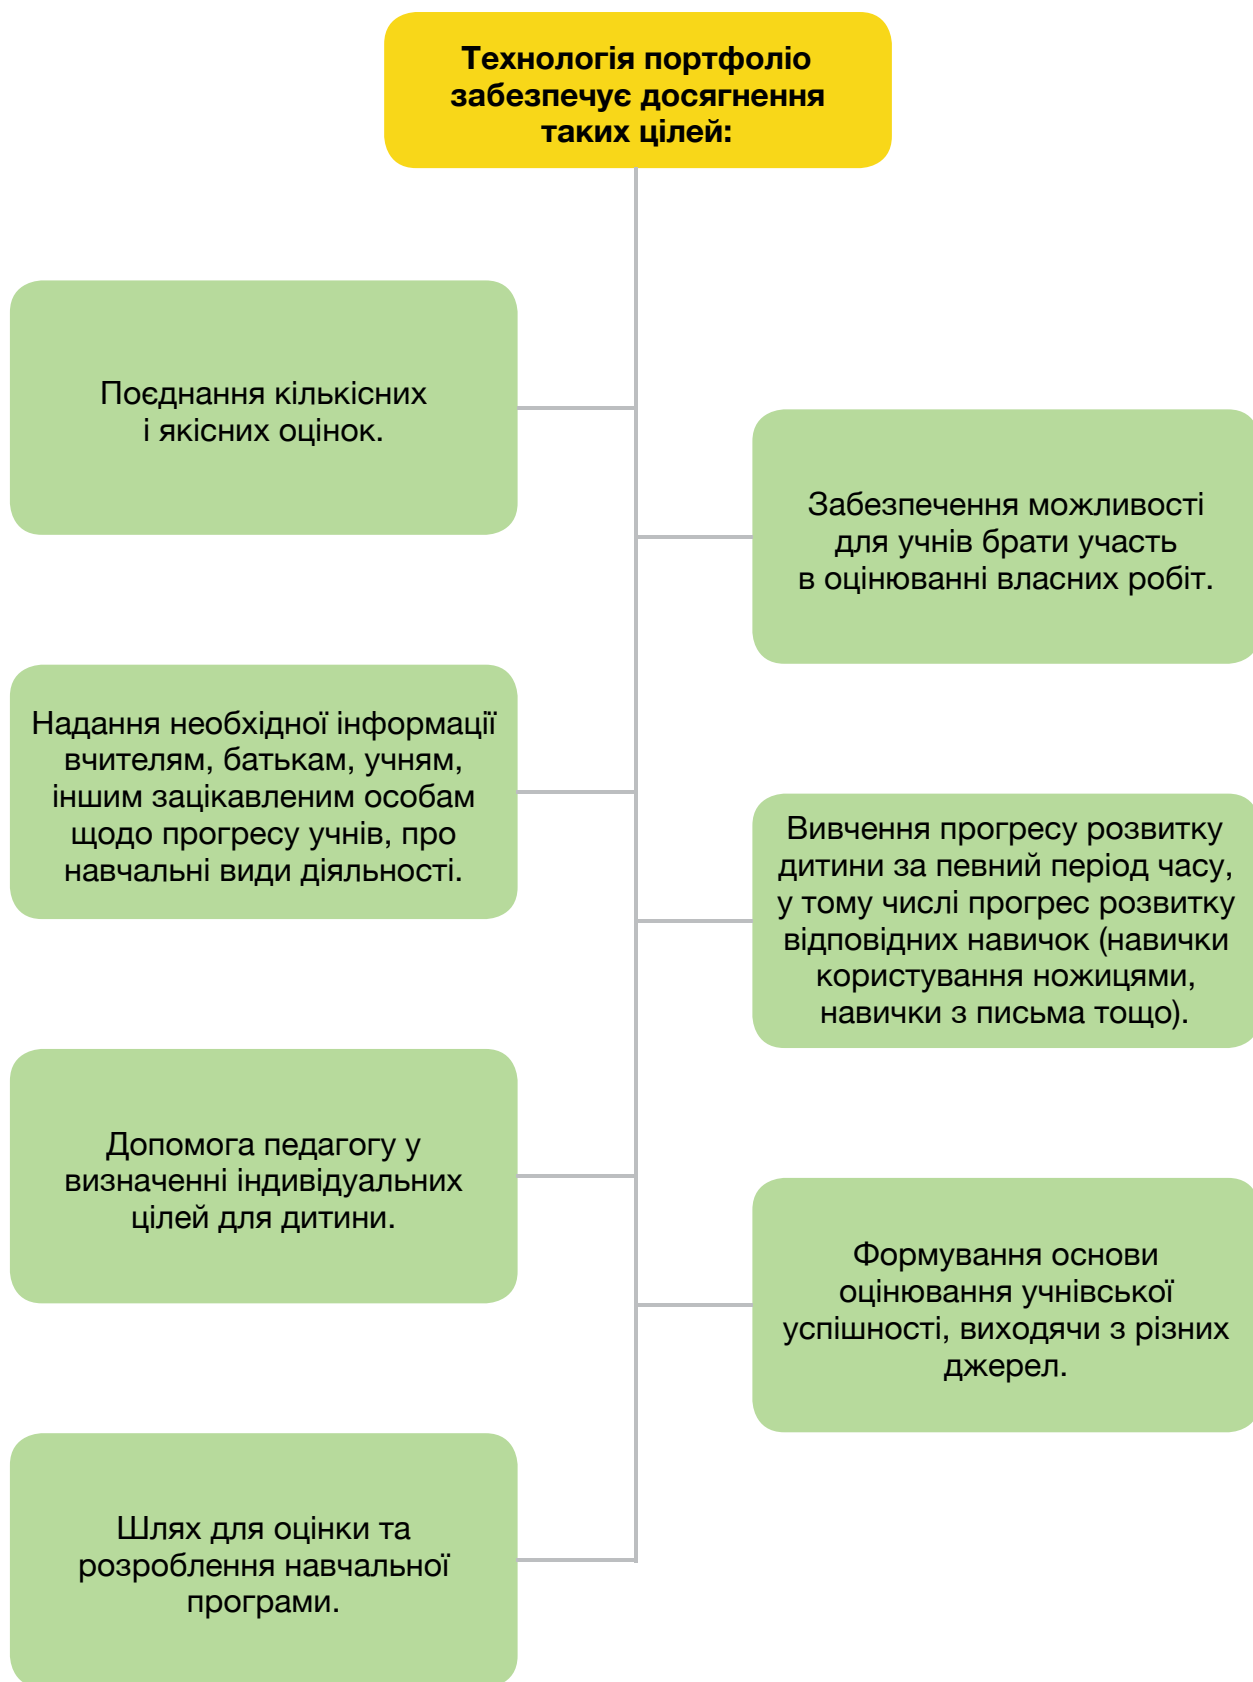 Технологія портфоліо
забезпечує досягнення
таких цілей:
Поєднання кількісних
і якісних оцінок.
Забезпечення можливості
для учнів брати участь
в оцінюванні власних робіт.
Надання необхідної інформації
вчителям, батькам, учням,
іншим зацікавленим особам
щодо прогресу учнів, про
навчальні види діяльності.
Вивчення прогресу розвитку
дитини за певний період часу,
у тому числі прогрес розвитку
відповідних навичок (навички
користування ножицями,
навички з письма тощо).
Допомога педагогу у
визначенні індивідуальних
цілей для дитини.
Формування основи
оцінювання учнівської
успішності, виходячи з різних
джерел.
Шлях для оцінки та
розроблення навчальної
програми.